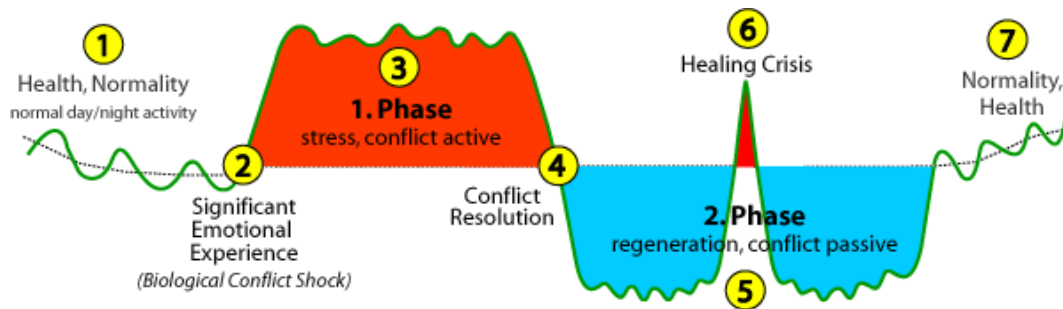 1
Health, Normality
normal day/night activity
2
Significant
Emotional
Experience
(Biological Conflict Shock)
3
1. Phase
stress, conflict active
4
Conflict
Resolution
2. Phase
regeneration, conflict passive
5
6
Healing Crisis
7
Normality,
Health